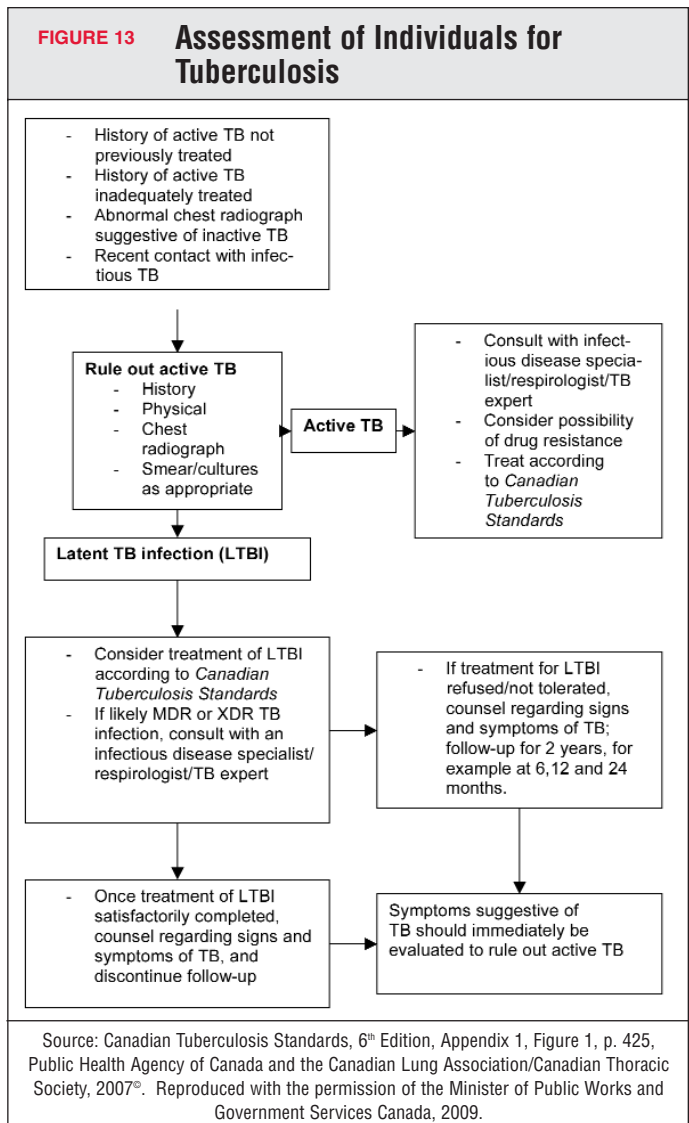 FIGURE 13
Assessment of Individuals for
Tuberculosis
- History of active TB not
previously treated
- History of active TB
inadequately treated
- Abnormal chest radiograph
suggestive of inactive TB
- Recent contact with infec-
tious TB
Rule out active TB
- History
- Physical
- Chest
radiograph
- Smear/cultures
as appropriate
Active TB
- Consult with infect-
ious disease specia-
list/respirologist/TB
expert
- Consider possibility
of drug resistance
- Treat according
to Canadian
Tuberculosis
Standards
Latent TB infection (LTBI)
- Consider treatment of LTBI
according to Canadian
Tuberculosis Standards
- If likely MDR or XDR TB
infection, consult with an
infectious disease specialist/
respirologist/TB expert
- If treatment for LTBI
refused/not tolerated,
counsel regarding signs
and symptoms of TB;
follow-up for 2 years, for
example at 6,12 and 24
months.
- Once treatment of LTBI
satisfactorily completed,
counsel regarding signs and
symptoms of TB, and
discontinue follow-up
Symptoms suggestive of
TB should immediately be
evaluated to rule out active TB
Source: Canadian Tuberculosis Standards, 6th Edition, Appendix 1, Figure 1, p. 425,
Public Health Agency of Canada and the Canadian Lung Association/Canadian Thoracic
Society, 2007©. Reproduced with the permission of the Minister of Public Works and
Government Services Canada, 2009.